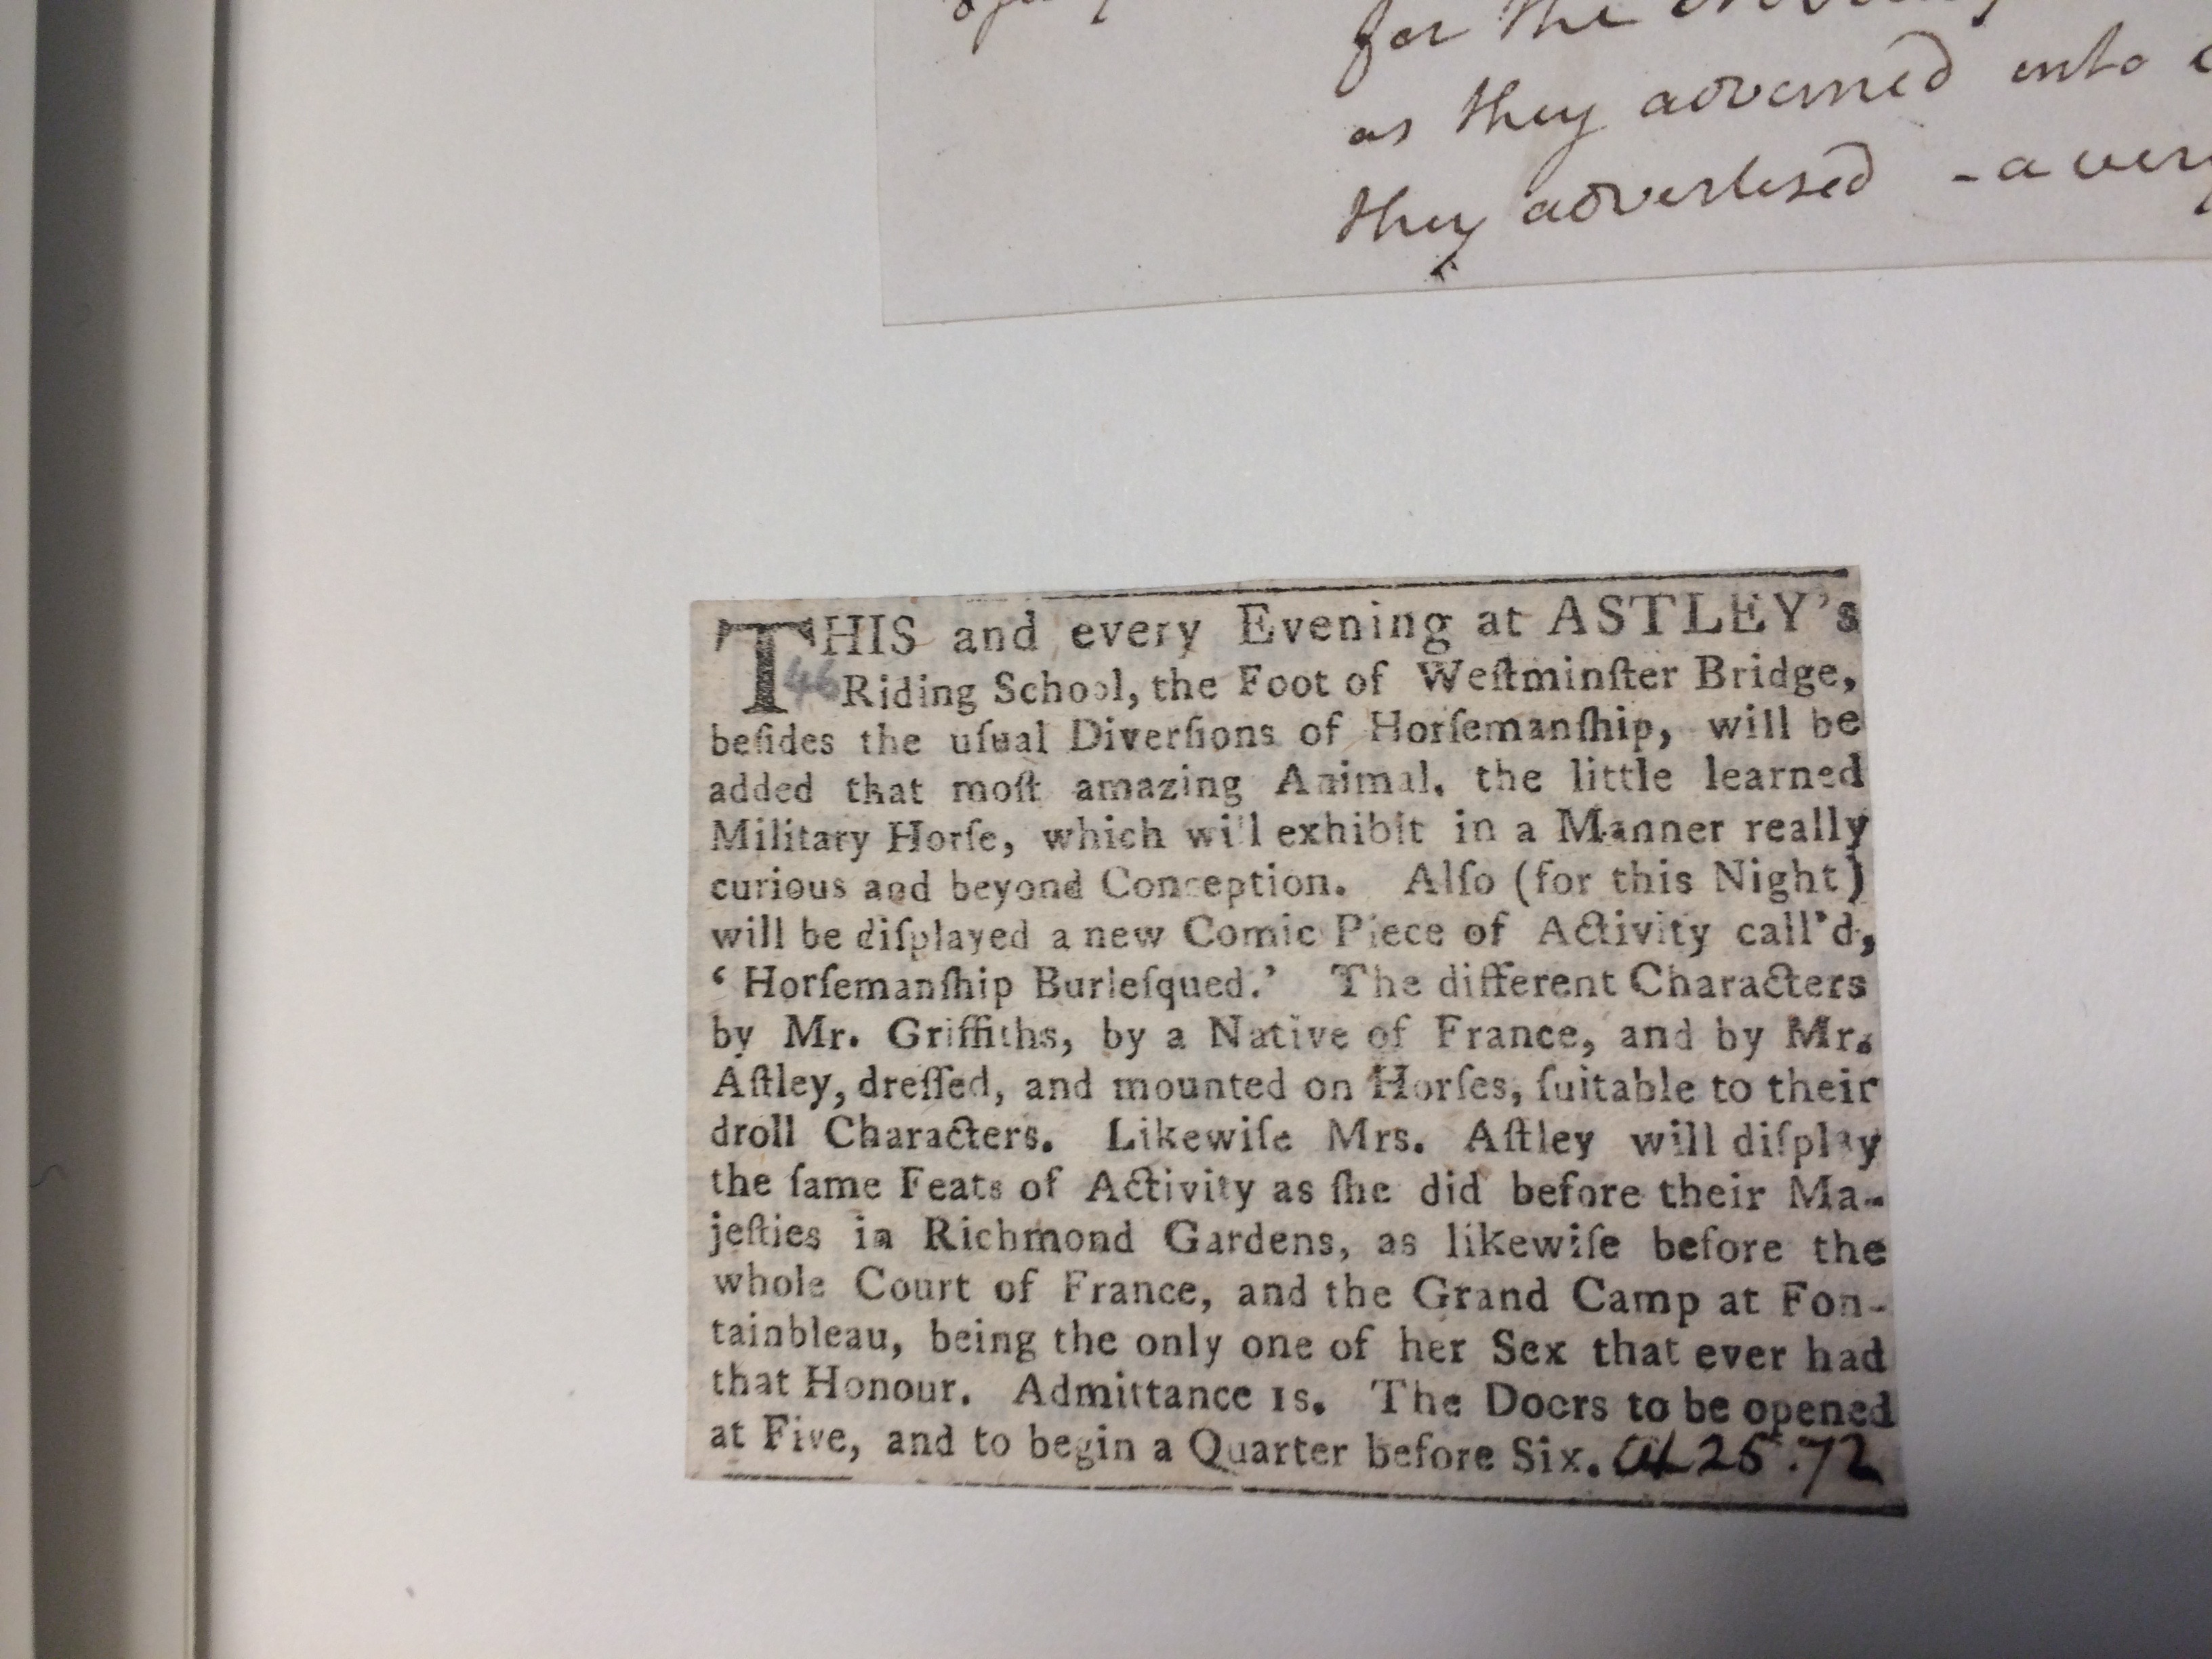 for the
as they advanced into
they advertised - a very
THIS and every Evening at ASTLEY's
46
Riding School, the Foot of Weſtminſter Bridge,
beſides the uſual Diverſions of Horſemanſhip, will be
added that moſt amazing Animal, the little learned
Military Horſe, which will exhibit in a Manner really
curious and beyond Conception. Alſo (for this Night)
will be diſplayed a new Comic Piece of Activity call'd,
‘ Horſemanſhip Burleſqued.’ The different Characters
by Mr. Griffiths, by a Native of France, and by Mr.
Aſtley, dreſſed, and mounted on Horſes, ſuitable to their
droll Characters. Likewiſe Mrs. Aſtley will diſplay
the ſame Feats of Activity as ſhe did before their Ma-
jeſties in Richmond Gardens, as likewiſe before the
whole Court of France, and the Grand Camp at Fon-
tainbleau, being the only one of her Sex that ever had
that Honour. Admittance 1s. The Doors to be opened
at Five, and to begin a Quarter before Six. 25.72